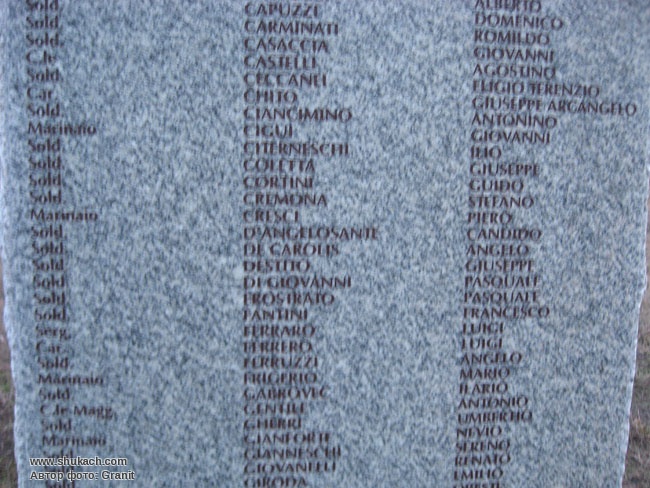 Sold.
Sold.
Sold.
C.le
Sold.
Car.
Sold.
Marinaio
Sold.
Sold.
Sold.
Sold.
Marinaio
Sold.
Sold.
Sold.
Sold.
Sold.
Sold.
Serg.
Car.
Sold.
Marinaio
Sold.
C.le Magg.
Sold.
Marinaio
CAPUZZI
CARMINATI
CASACCIA
CASTELLI
CECCANEI
CHITO
CIANCIMINO
CIGUI
CHERNESCHI
COLETTA
CORTINI
CREMONA
CRESCI
D'ANGELOSANTE
DE CAROLIS
DESTITO
DI GIOVANNI
FROSTRATO
FANTINI
FERRARO
FERRERO
FERRUZZI
FRIGERIO
GABROVEC
GENTILE
GHERRI
GIANFORTE
GIANNESCHI
GIOVANELLI
GIRODA
ALBERTO
DOMENICO
ROMILDO
GIOVANNI
AGOSTINO
ELIGIO TERENZIO
GIUSEPPE ARCANGELO
ANTONINO
GIOVANNI
ELIO
GIUSEPPE
GUIDO
STEFANO
PIERO
CANDIDO
ANGELO
GIUSEPPE
PASQUALE
PASQUALE
FRANCESCO
LUIGI
LUIGI
ANGELO
MARIO
ILARIO
ANTONIO
UMBERTO
NEVIO
SERENO
RENATO
EMILIO
www.shukach.com
Автор фото: Granit